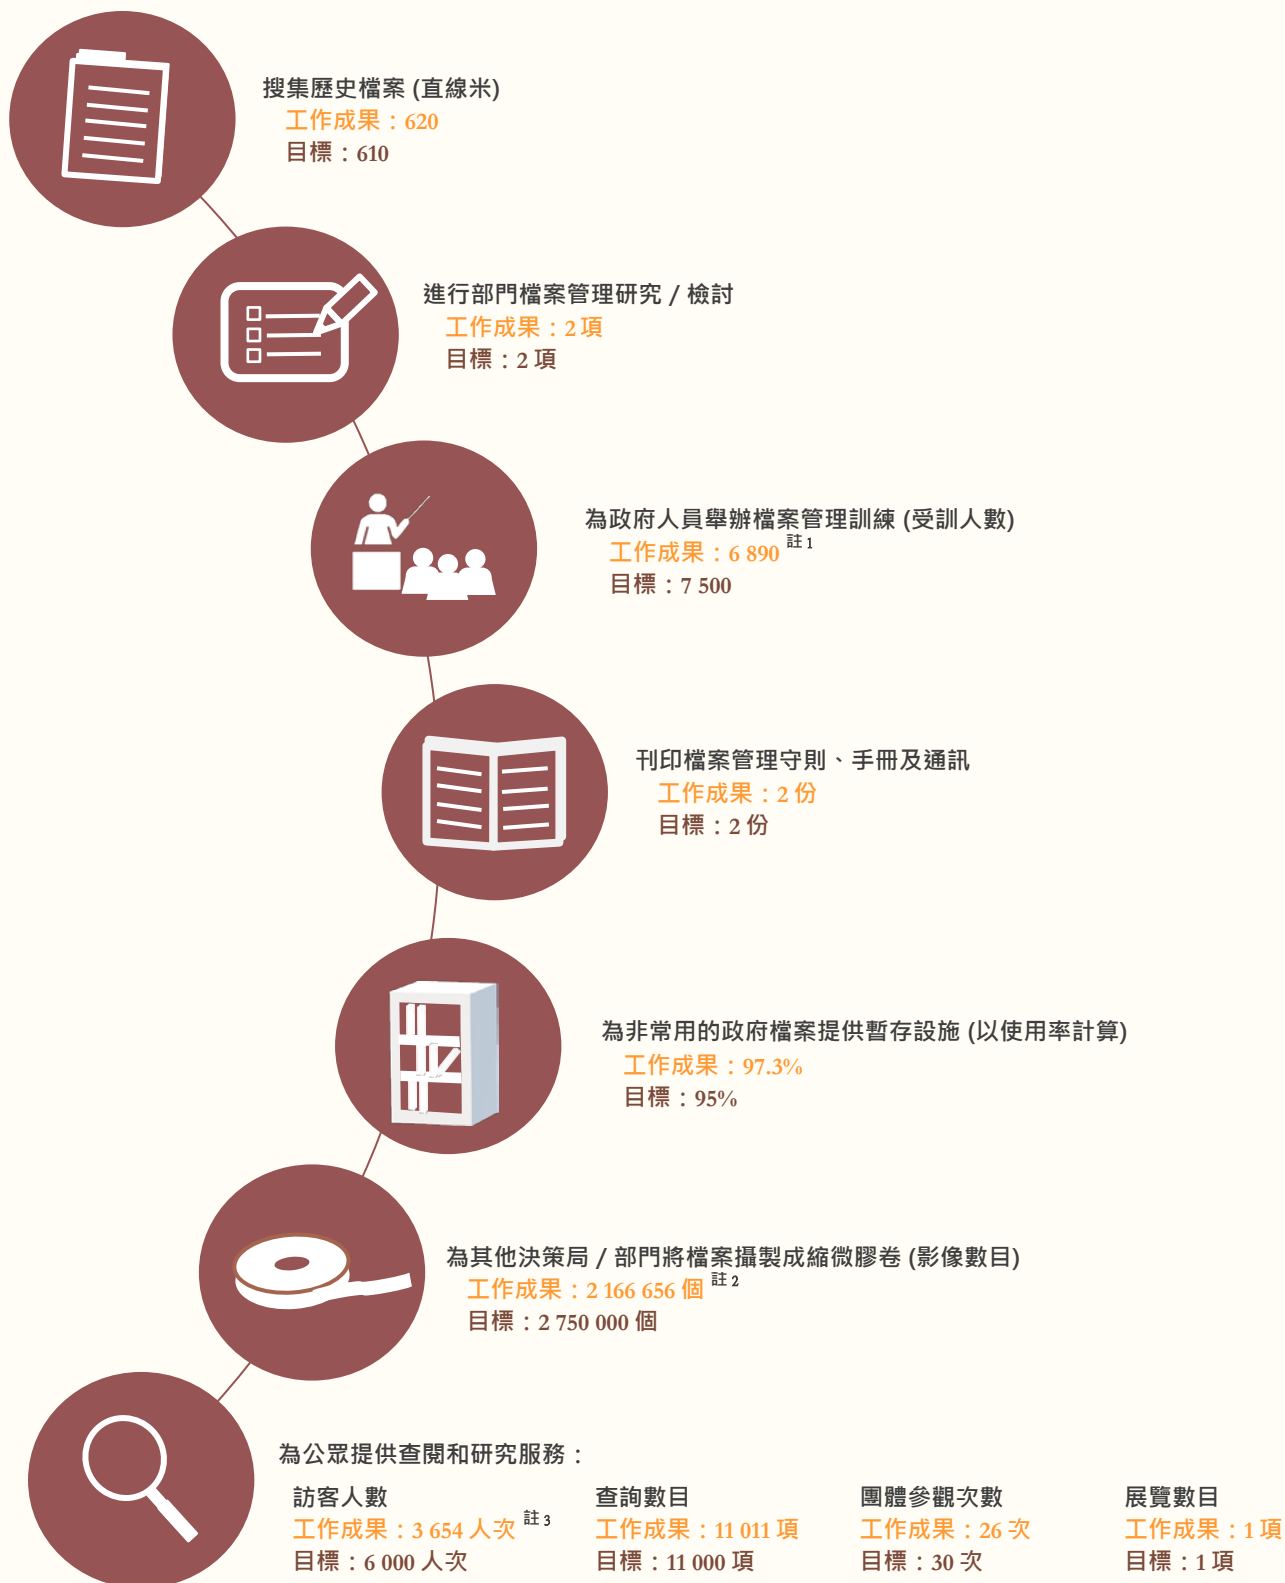 搜集歷史檔案 (直線米)
工作成果：620
目標：610
進行部門檔案管理研究 / 檢討
工作成果：2 項
目標：2 項
為政府人員舉辦檔案管理訓練 (受訓人數)
工作成果：6 890 註 1
目標：7 500
刊印檔案管理守則、手冊及通訊
工作成果：2 份
目標：2 份
為非常用的政府檔案提供暫存設施 (以使用率計算)
工作成果：97.3%
目標：95%
為其他決策局 / 部門將檔案攝製成縮微膠卷 (影像數目)
工作成果：2 166 656 個 註 2
目標：2 750 000 個
為公眾提供查閱和研究服務：
訪客人數
工作成果：3 654 人次 註 3
目標：6 000 人次
查詢數目
工作成果：11 011 項
目標：11 000 項
團體參觀次數
工作成果：26 次
目標：30 次
展覽數目
工作成果：1 項
目標：1 項